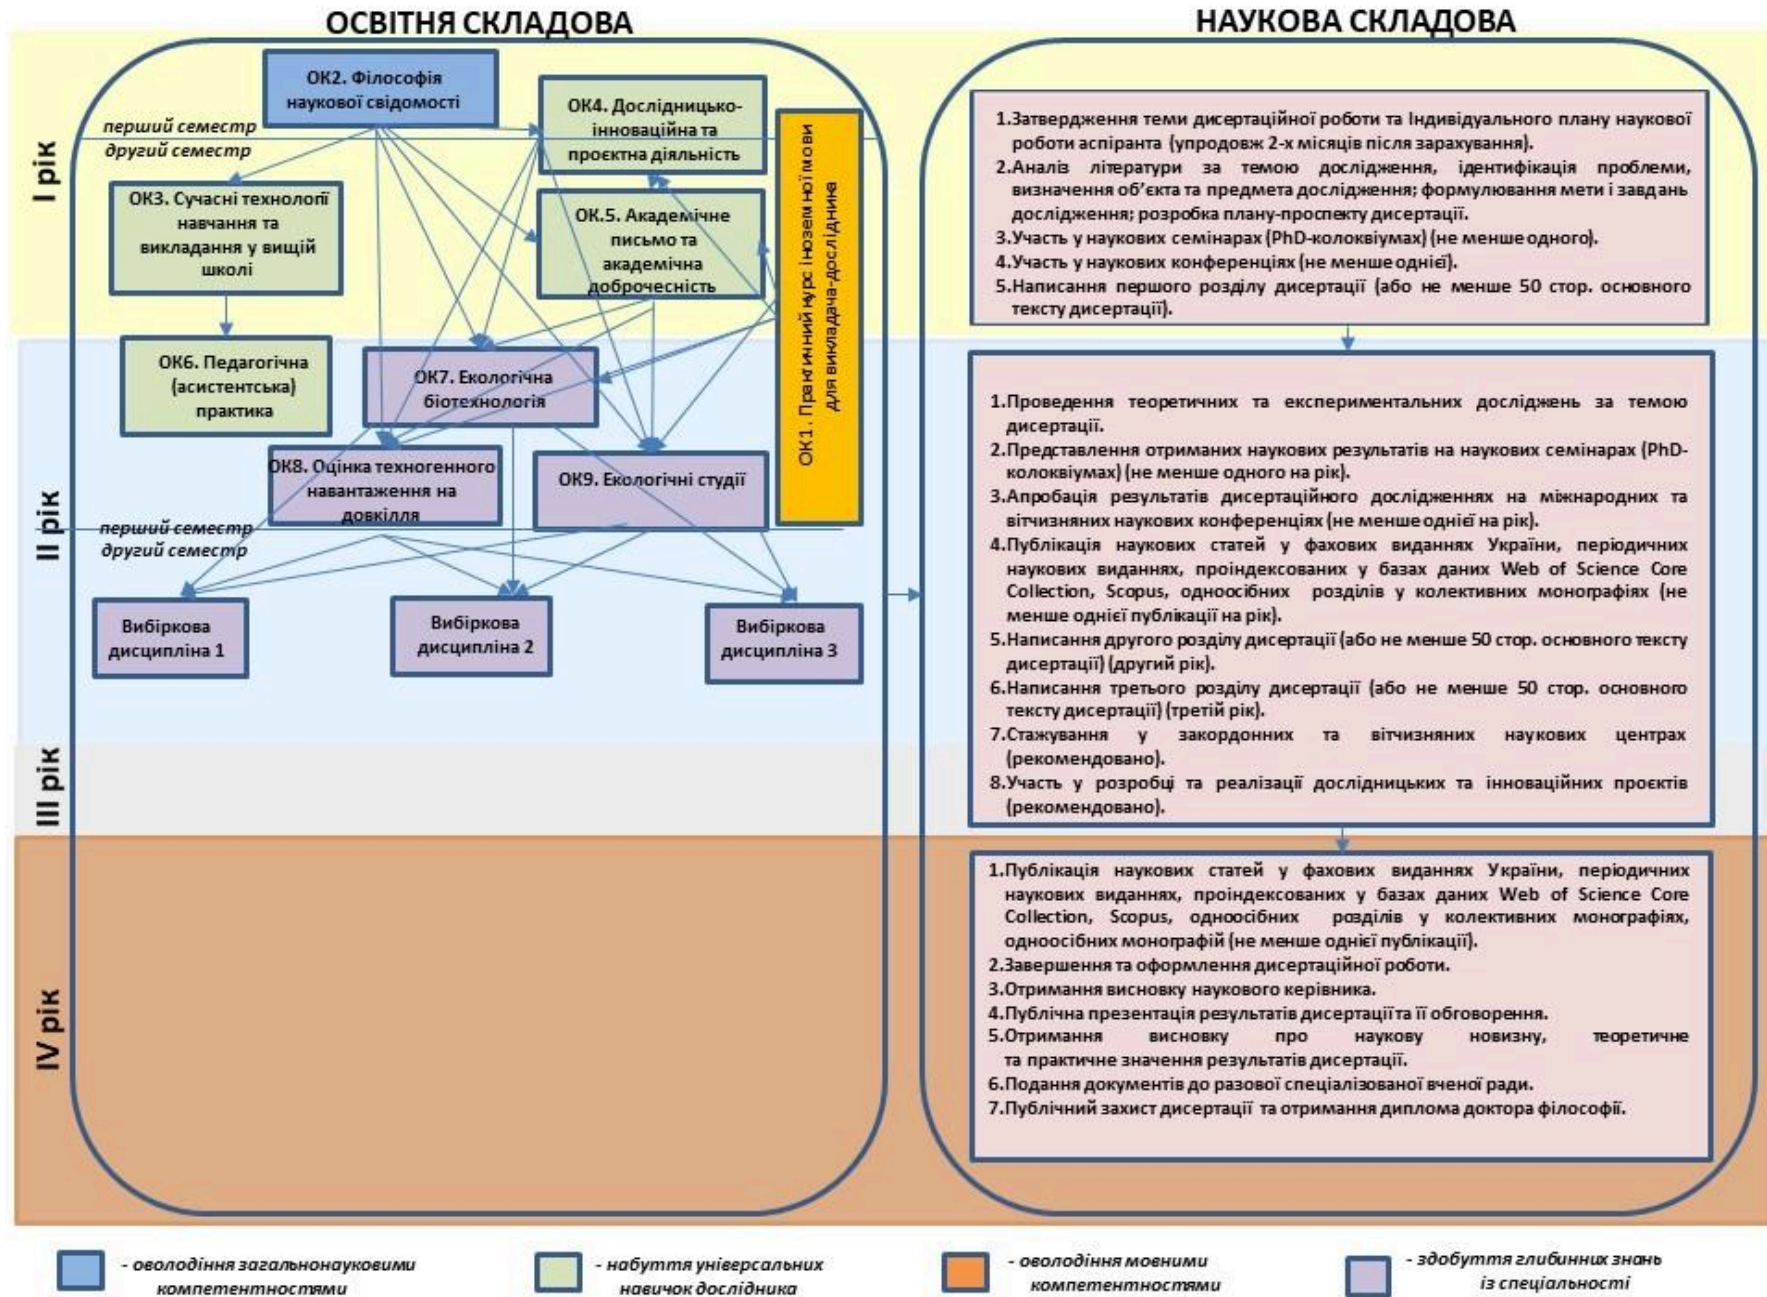 ОСВІТНЯ СКЛАДОВА
НАУКОВА СКЛАДОВА
І рік
ОК2. Філософія
наукової свідомості
ОК4. Дослідницько-
інноваційна та
проєктна діяльність
перший семестр
другий семестр
ОК3. Сучасні технології
навчання та
викладання у вищій
школі
ОК.5. Академічне
письмо та
академічна
доброчесність
ОК1. Практичний курс іноземної мови
для викладача-дослідника
ІІ рік
ОК6. Педагогічна
(асистентська)
практика
ОК7. Екологічна
біотехнологія
ОК8. Оцінка техногенного
навантаження на
довкілля
ОК9. Екологічні студії
перший семестр
другий семестр
Вибіркова
дисципліна 1
Вибіркова
дисципліна 2
Вибіркова
дисципліна 3
ІІІ рік
IV рік
1.Затвердження теми дисертаційної роботи та Індивідуального плану наукової
роботи аспіранта (упродовж 2-х місяців після зарахування).
2.Аналіз літератури за темою дослідження, ідентифікація проблеми,
визначення об’єкта та предмета дослідження; формулювання мети і завдань
дослідження; розробка плану-проспекту дисертації.
3.Участь у наукових семінарах (PhD-колоквіумах) (не менше одного).
4.Участь у наукових конференціях (не менше однієї).
5.Написання першого розділу дисертації (або не менше 50 стор. основного
тексту дисертації).
1.Проведення теоретичних та експериментальних досліджень за темою
дисертації.
2.Представлення отриманих наукових результатів на наукових семінарах (PhD-
колоквіумах) (не менше одного на рік).
3.Апробація результатів дисертаційного дослідженнях на міжнародних та
вітчизняних наукових конференціях (не менше однієї на рік).
4.Публікація наукових статей у фахових виданнях України, періодичних
наукових виданнях, проіндексованих у базах даних Web of Science Core
Collection, Scopus, одноосібних розділів у колективних монографіях (не
менше однієї публікації на рік).
5.Написання другого розділу дисертації (або не менше 50 стор. основного тексту
дисертації) (другий рік).
6.Написання третього розділу дисертації (або не менше 50 стор. основного
тексту дисертації) (третій рік).
7.Стажування у закордонних та вітчизняних наукових центрах
(рекомендовано).
8.Участь у розробці та реалізації дослідницьких та інноваційних проєктів
(рекомендовано).
1.Публікація наукових статей у фахових виданнях України, періодичних
наукових виданнях, проіндексованих у базах даних Web of Science Core
Collection, Scopus, одноосібних розділів у колективних монографіях,
одноосібних монографій (не менше однієї публікації).
2.Завершення та оформлення дисертаційної роботи.
3.Отримання висновку наукового керівника.
4.Публічна презентація результатів дисертації та її обговорення.
5.Отримання висновку про наукову новизну, теоретичне
та практичне значення результатів дисертації.
6.Подання документів до разової спеціалізованої вченої ради.
7.Публічний захист дисертації та отримання диплома доктора філософії.
- оволодіння загальнонауковими
компетентностями
- набуття універсальних
навичок дослідника
- оволодіння мовними
компетентностями
- здобуття глибинних знань
із спеціальності